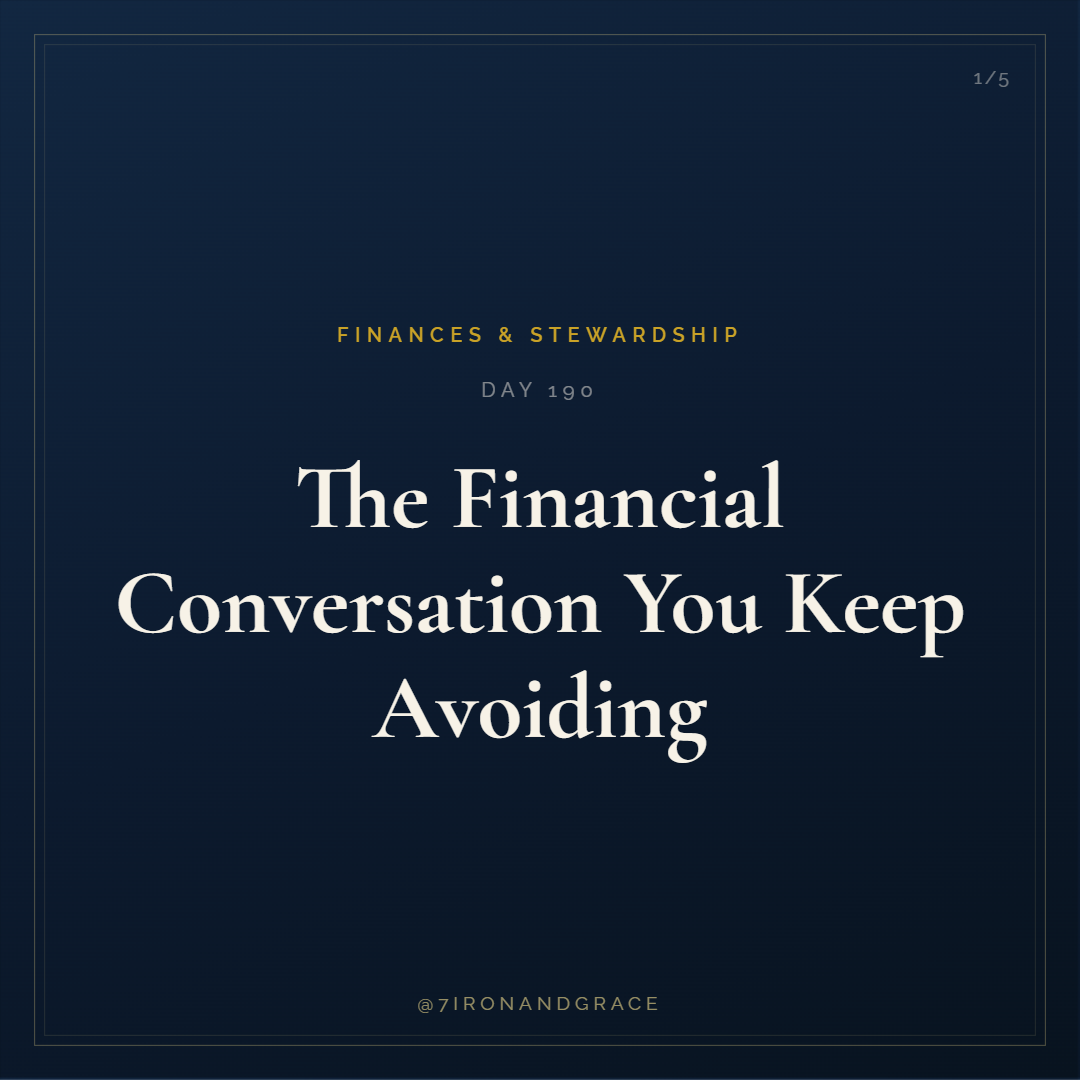 1/5
FINANCES & STEWARDSHIP
DAY 190
The Financial
Conversation You Keep
Avoiding
@7IRONANDGRACE